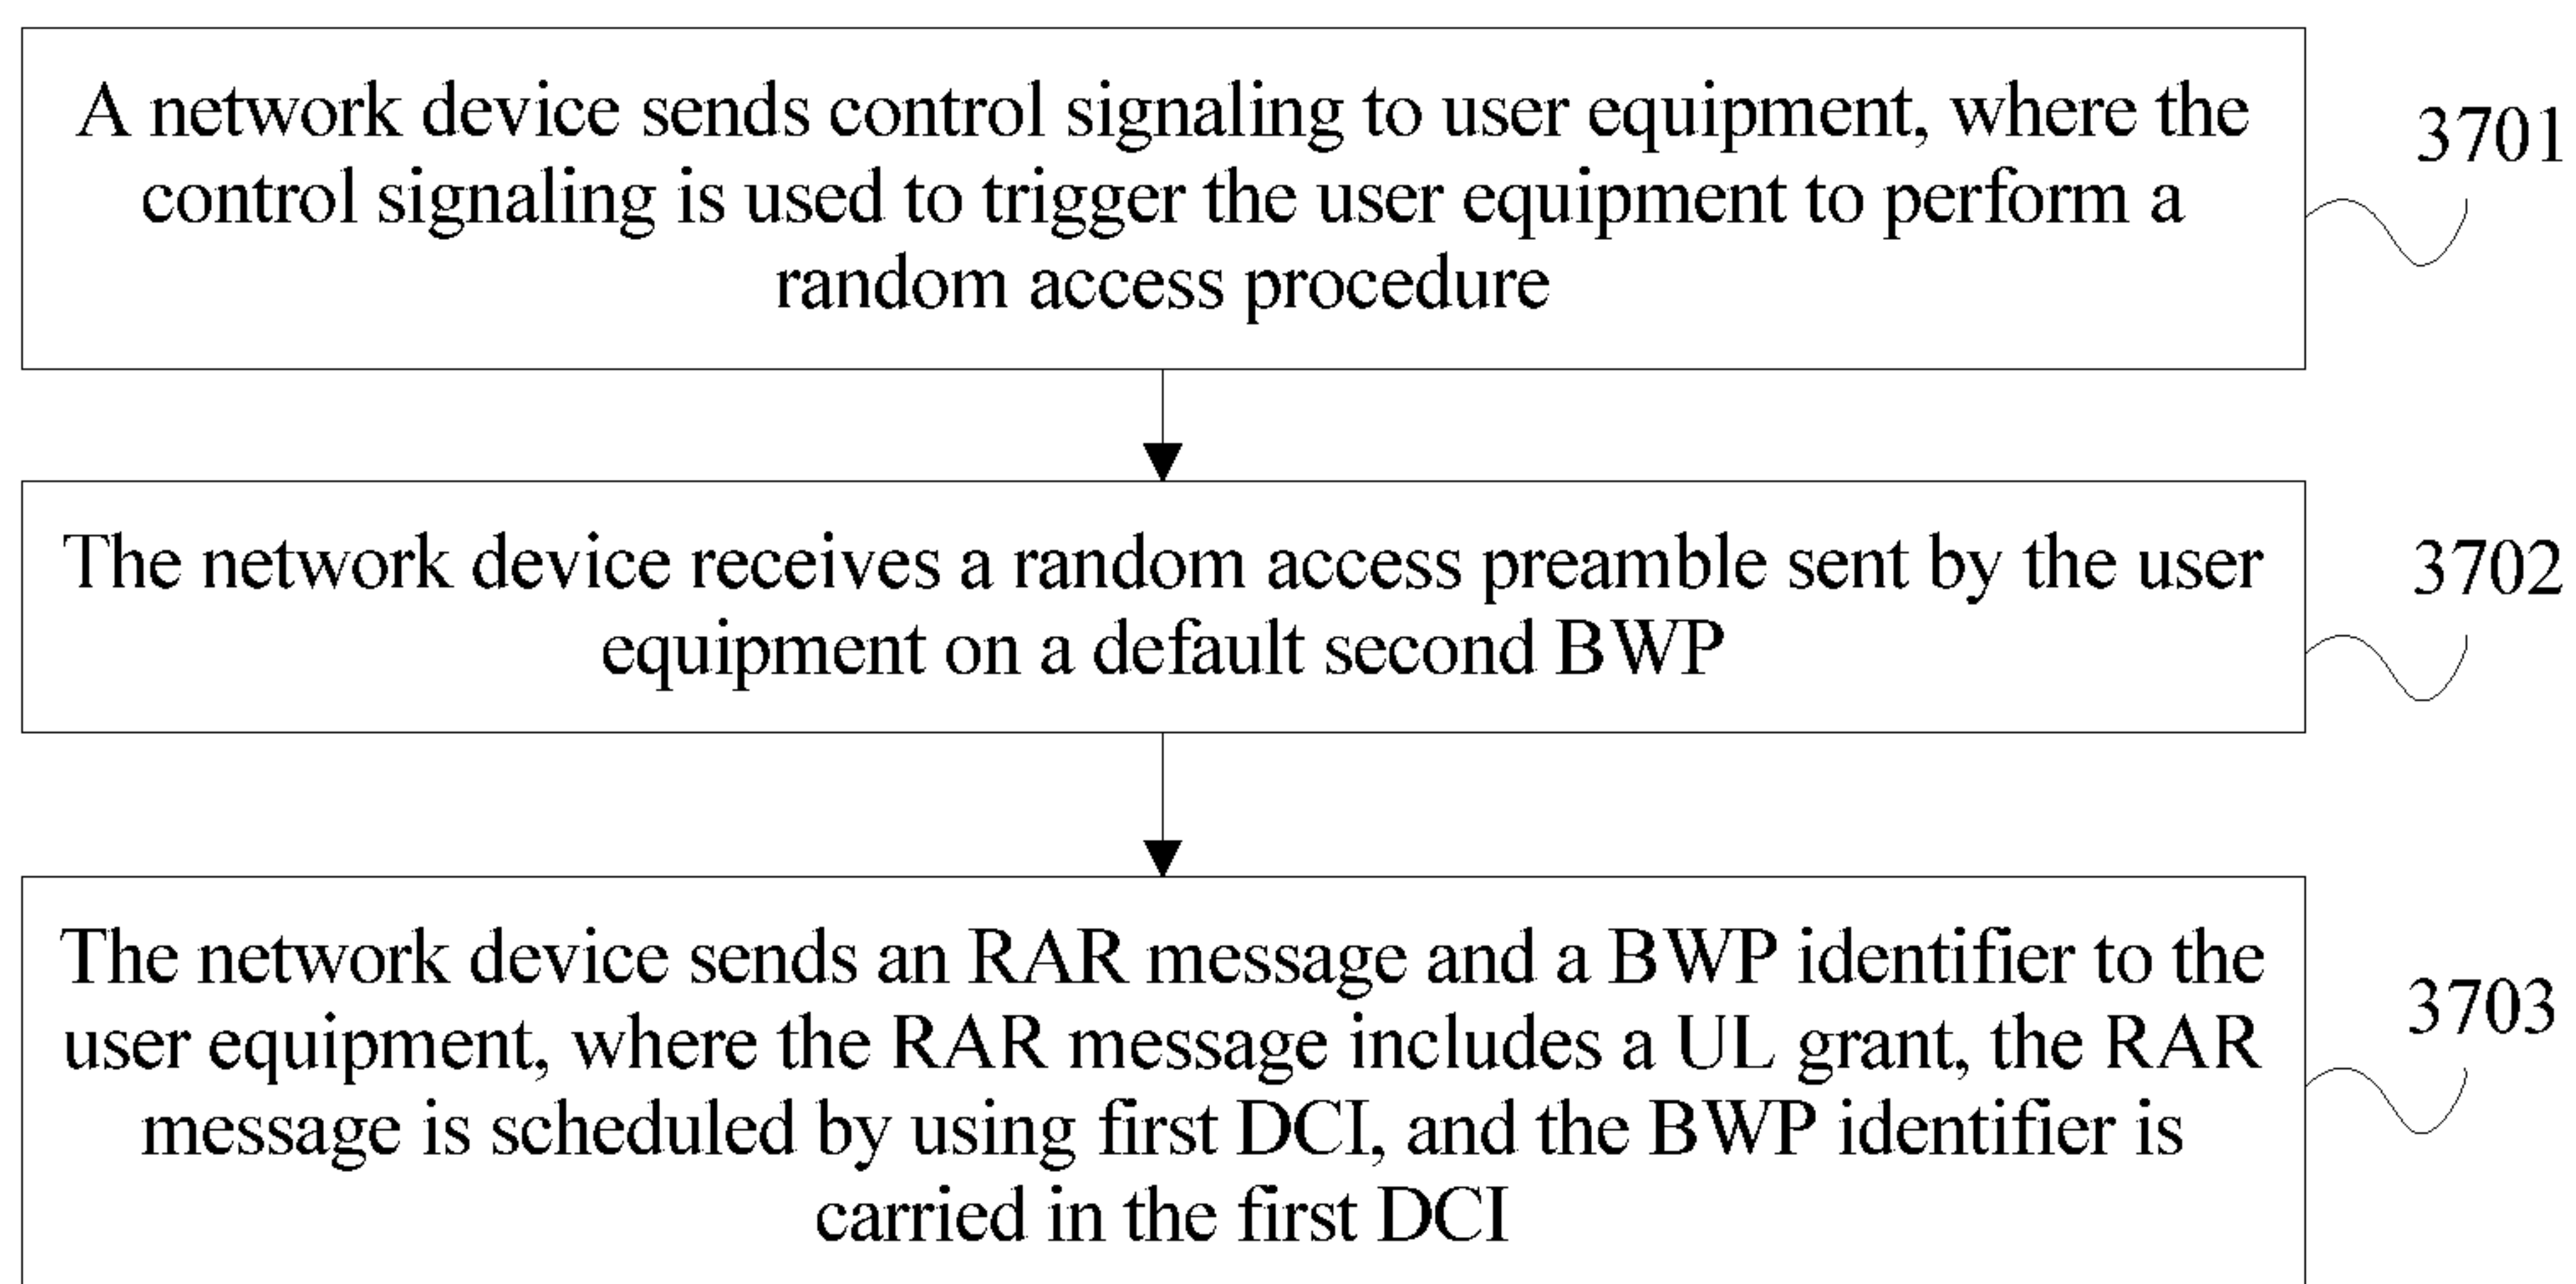 A network device sends control signaling to user equipment, where the
control signaling is used to trigger the user equipment to perform a
random access procedure
3701
The network device receives a random access preamble sent by the user
equipment on a default second BWP
3702
The network device sends an RAR message and a BWP identifier to the
user equipment, where the RAR message includes a UL grant, the RAR
message is scheduled by using first DCI, and the BWP identifier is
carried in the first DCI
3703